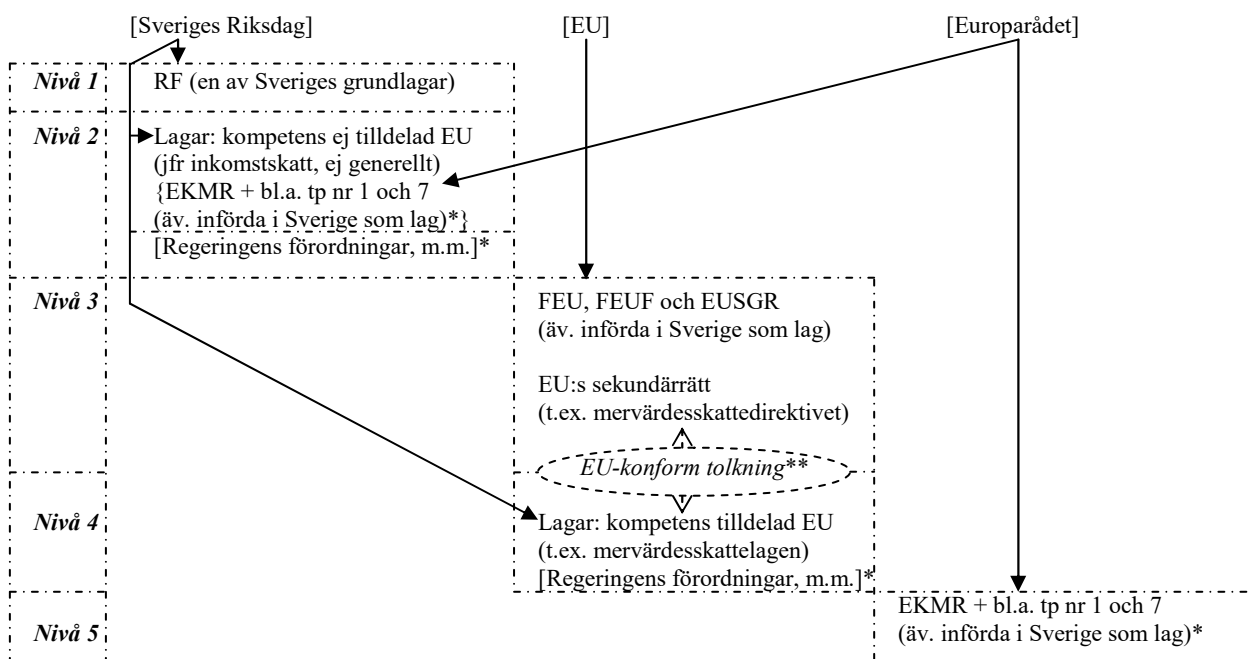 [Sveriges Riksdag] [EU] [Europarådet]
Nivå 1 RF (en av Sveriges grundlagar)
Nivå 2 Lagar: kompetens ej tilldelad EU
(jfr inkomstskatt, ej generellt)
{EKMR + bl.a. tp nr 1 och 7
(äv. införda i Sverige som lag)*}
[Regeringens förordningar, m.m.]*
Nivå 3 FEU, FEUF och EUSGR
(äv. införda i Sverige som lag)
EU:s sekundärrätt
(t.ex. mervärdesskattedirektivet)
EU-konform tolkning**
Nivå 4 Lagar: kompetens tilldelad EU
(t.ex. mervärdesskattelagen)
[Regeringens förordningar, m.m.]*
EKMR + bl.a. tp nr 1 och 7
Nivå 5 (äv. införda i Sverige som lag)*